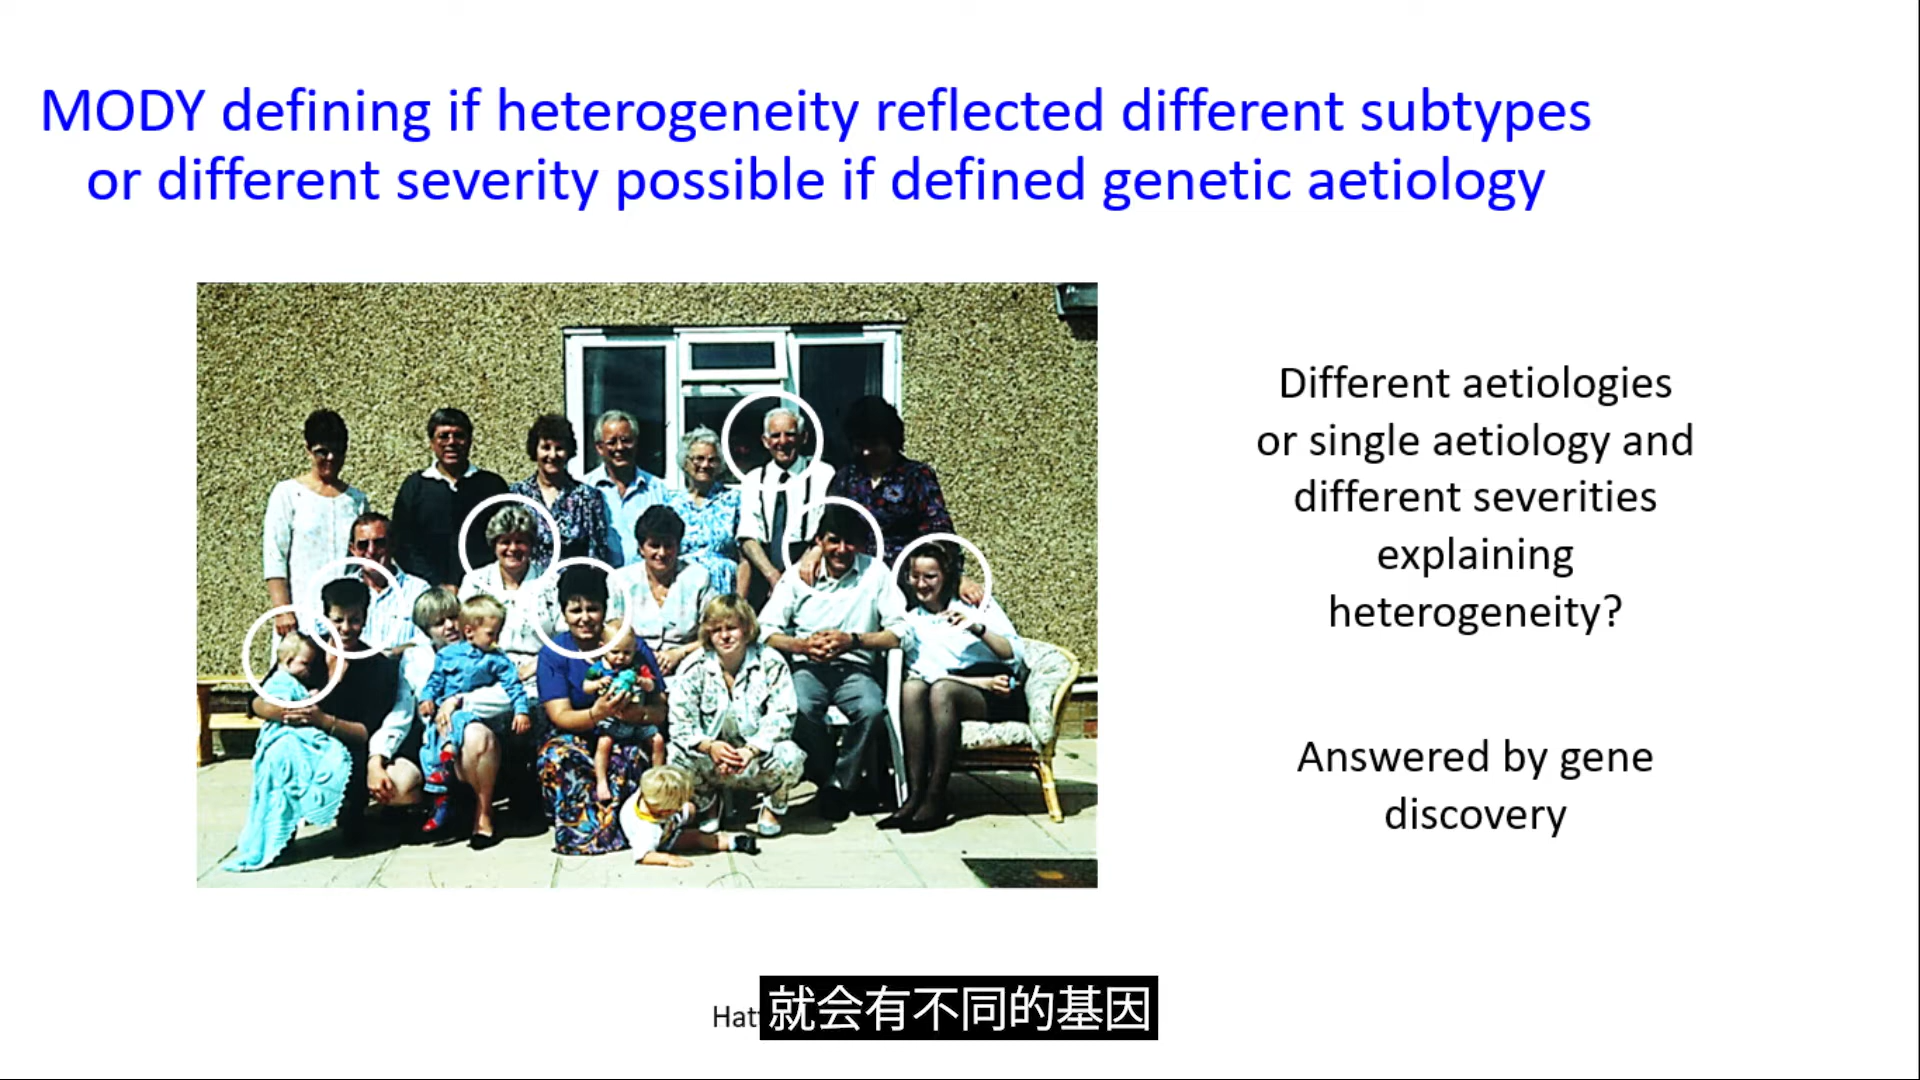 MODY defining if heterogeneity reflected different subtypes
or different severity possible if defined genetic aetiology
Different aetiologies
or single aetiology and
different severities
explaining
heterogeneity?
Answered by gene
discovery
就会有不同的基因